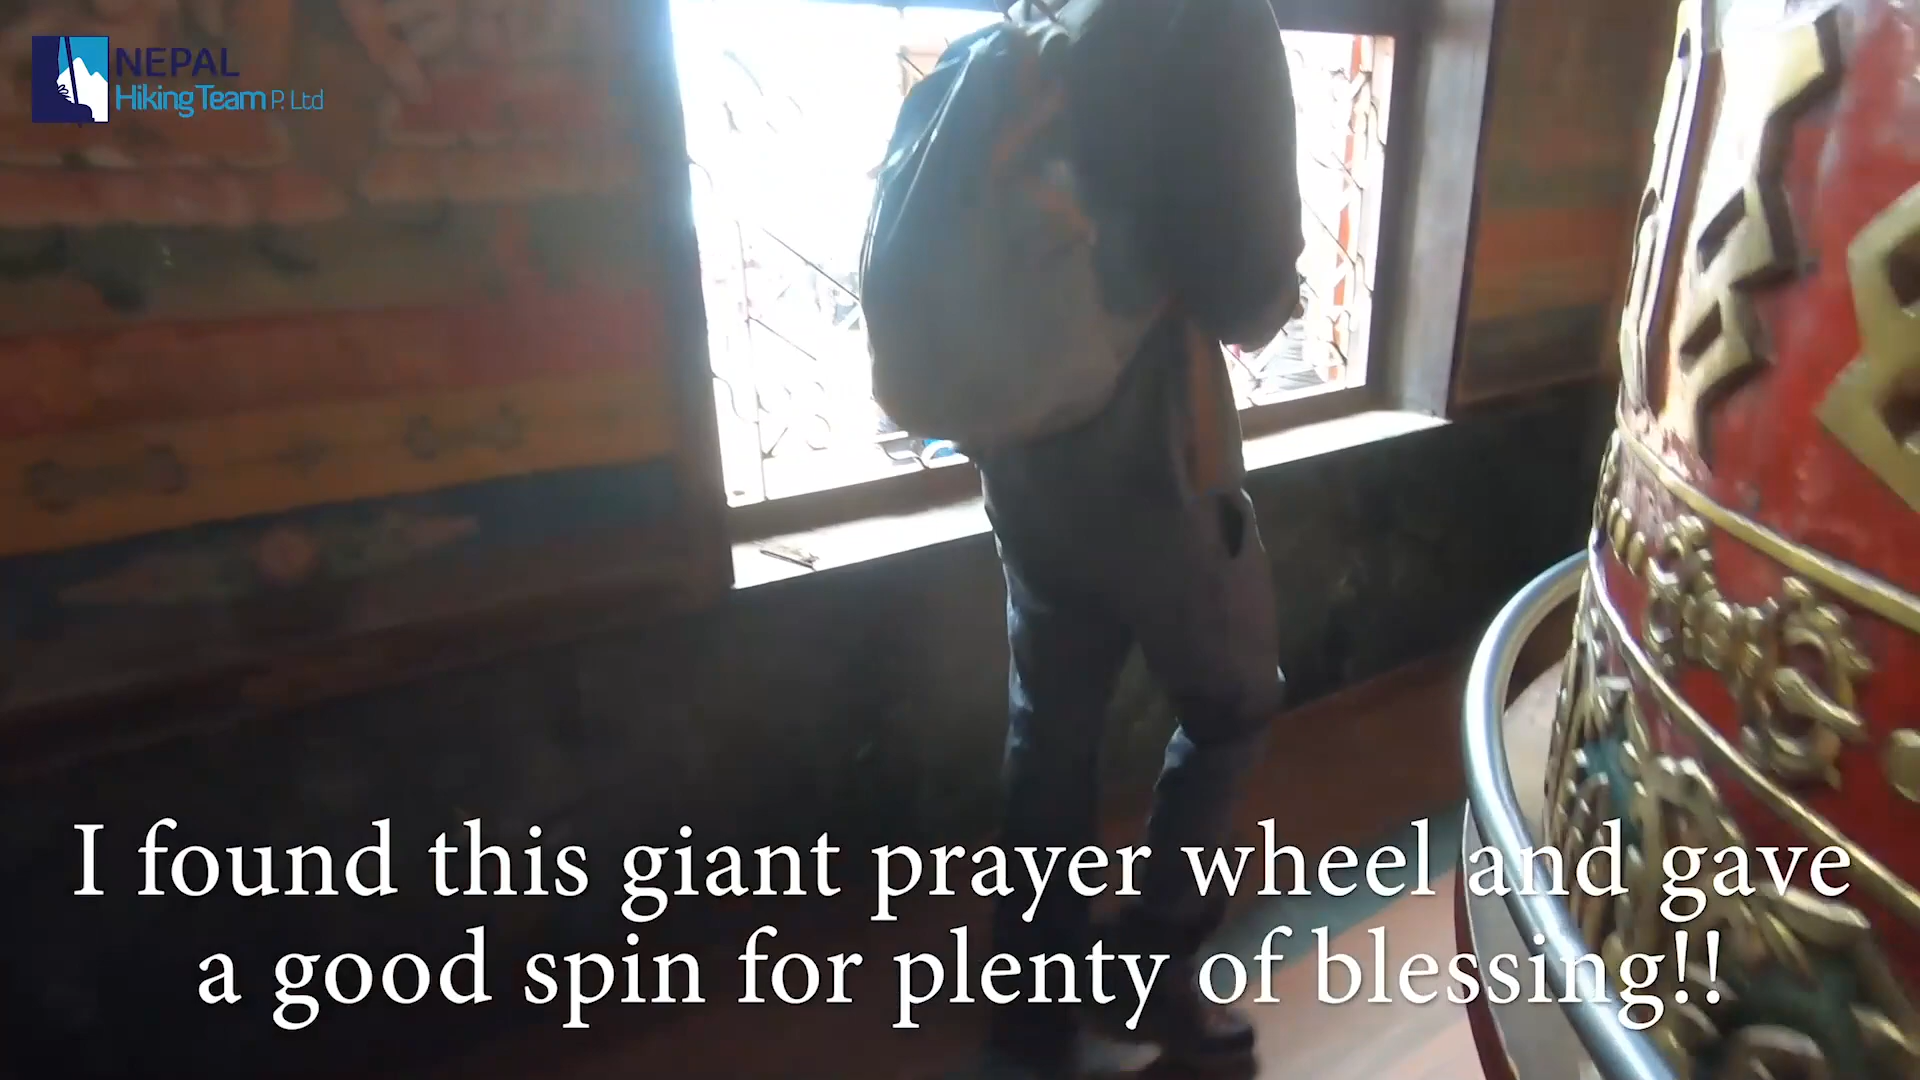 NEPAL
Hiking Team P. Ltd
I found this giant prayer wheel and gave
a good spin for plenty of blessing!!